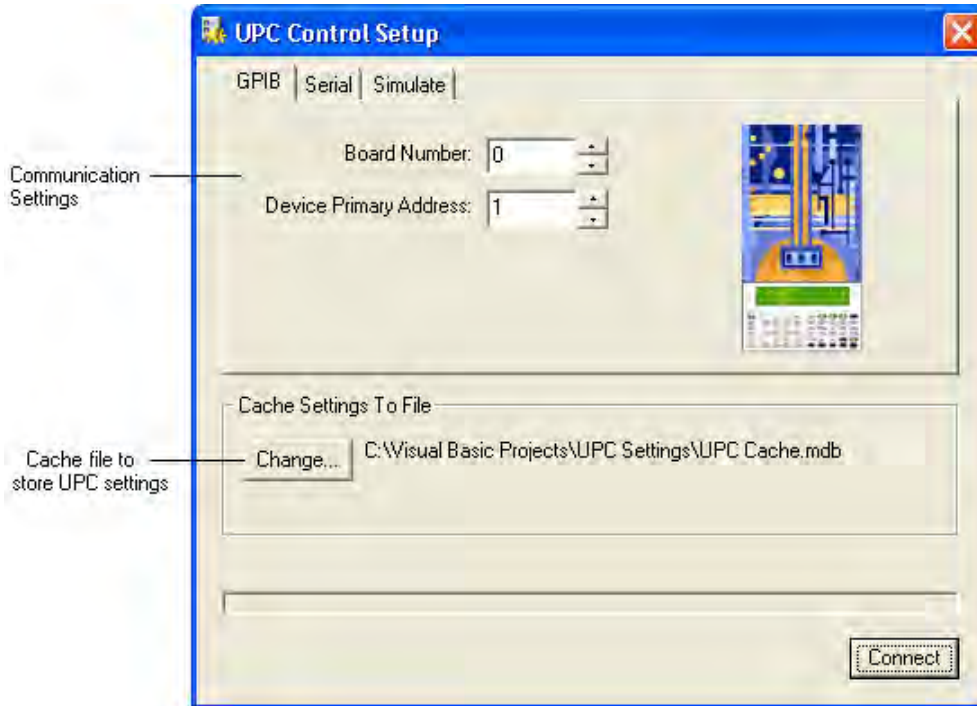 UPC Control Setup
GPIB Serial Simulate
Board Number: 0
Device Primary Address: 1
Communication
Settings
Cache Settings To File
Change... C:\Visual Basic Projects\UPC Settings\UPC Cache.mdb
Cache file to
store UPC settings
Connect